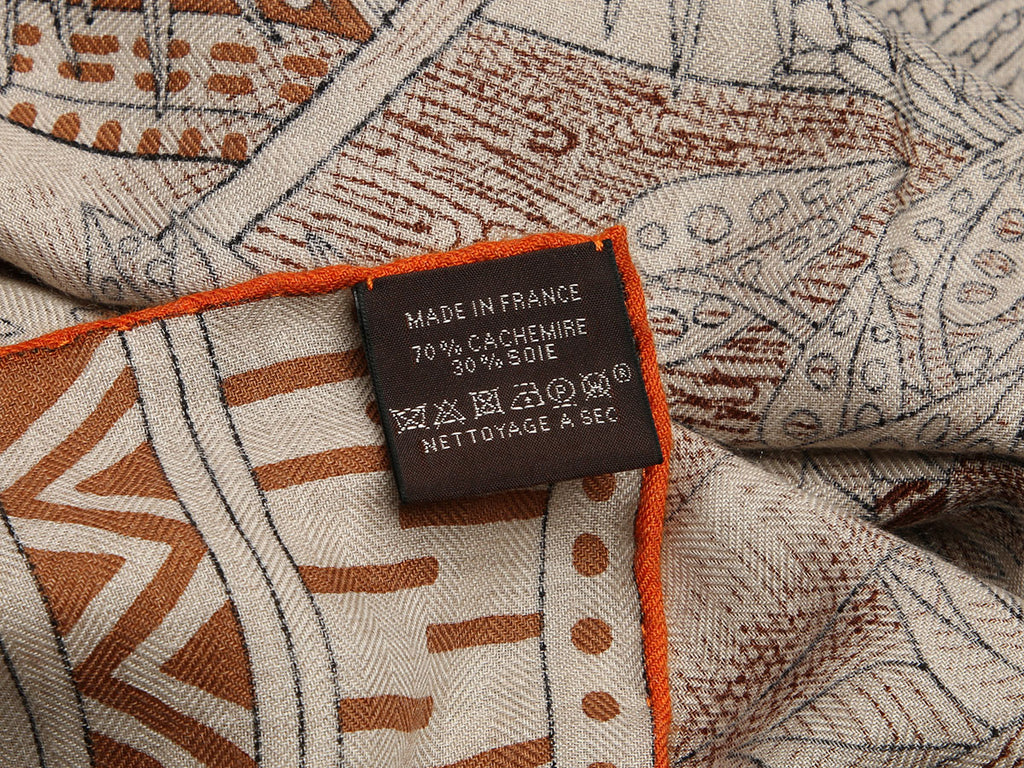 MADE IN FRANCE
70% CACHEMIRE
30% SOIE
P W ®
NETTOYAGE A SEC